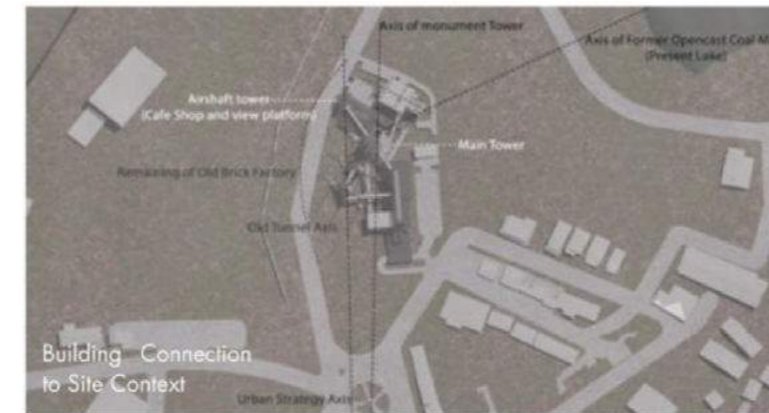 Axis of monument Tower
Axis of Former Opencast Coal M
(Present Lake)
Airshaft tower
(Cafe Shop and view platform)
Main Tower
Remaining of Old Brick Factory
Old Tunnel Axis
Building Connection
to Site Context
Urban Strategy Axis